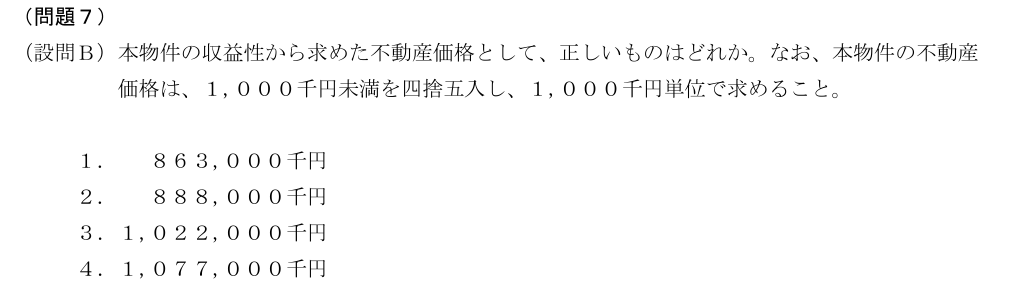 （問題７）
（設問Ｂ）本物件の収益性から求めた不動産価格として、正しいものはどれか。なお、本物件の不動産
価格は、１,０００千円未満を四捨五入し、１,０００千円単位で求めること。
１．　８６３,０００千円
２．　８８８,０００千円
３．１,０２２,０００千円
４．１,０７７,０００千円